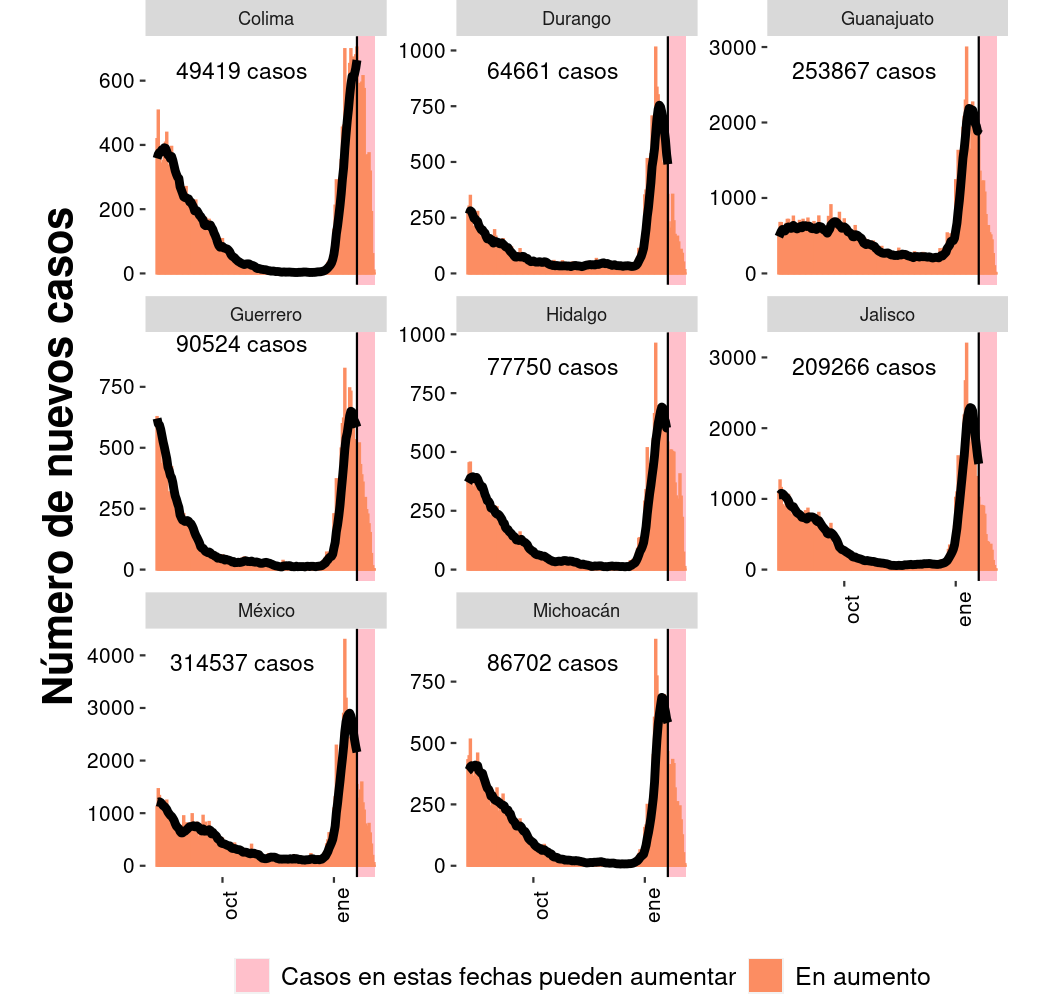 Número de nuevos casos
Colima
49419 casos
600
400
200
0
Durango
64661 casos
1000
750
500
250
0
Guanajuato
253867 casos
3000
2000
1000
0
Guerrero
90524 casos
750
500
250
0
Hidalgo
77750 casos
1000
750
500
250
0
Jalisco
209266 casos
3000
2000
1000
0
oct
ene
México
314537 casos
4000
3000
2000
1000
0
oct
ene
Michoacán
86702 casos
750
500
250
0
oct
ene
Casos en estas fechas pueden aumentar
En aumento